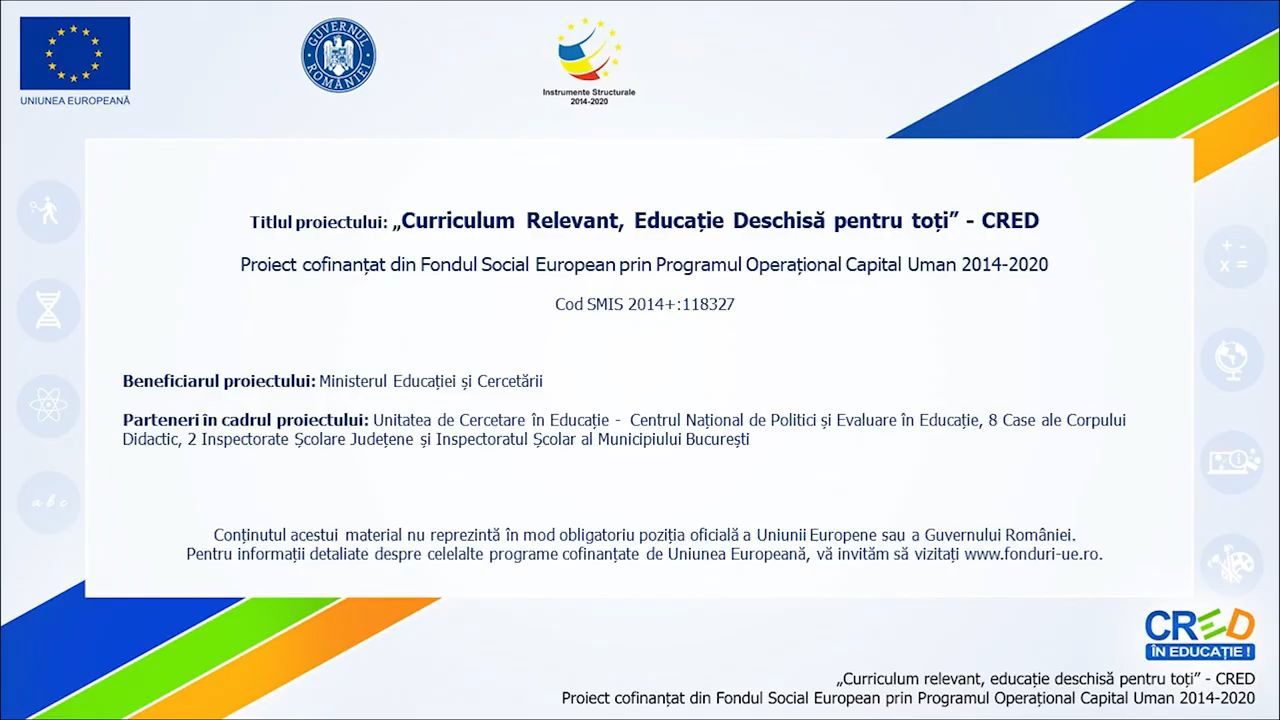 UNIUNEA EUROPEANĂ
GUVERNUL ROMÂNIEI
Instrumente Structurale
2014-2020
Titlul proiectului: „Curriculum Relevant, Educație Deschisă pentru toți” - CRED
Proiect cofinanțat din Fondul Social European prin Programul Operațional Capital Uman 2014-2020
Cod SMIS 2014+:118327
Beneficiarul proiectului: Ministerul Educației și Cercetării
Parteneri în cadrul proiectului: Unitatea de Cercetare în Educație - Centrul Național de Politici și Evaluare în Educație, 8 Case ale Corpului
Didactic, 2 Inspectorate Școlare Județene și Inspectoratul Școlar al Municipiului București
Conținutul acestui material nu reprezintă în mod obligatoriu poziția oficială a Uniunii Europene sau a Guvernului României.
Pentru informații detaliate despre celelalte programe cofinanțate de Uniunea Europeană, vă invităm să vizitați www.fonduri-ue.ro.
+ -
x =
a b c
CRED
ÎN EDUCAȚIE !
„Curriculum relevant, educație deschisă pentru toți” - CRED
Proiect cofinanțat din Fondul Social European prin Programul Operațional Capital Uman 2014-2020